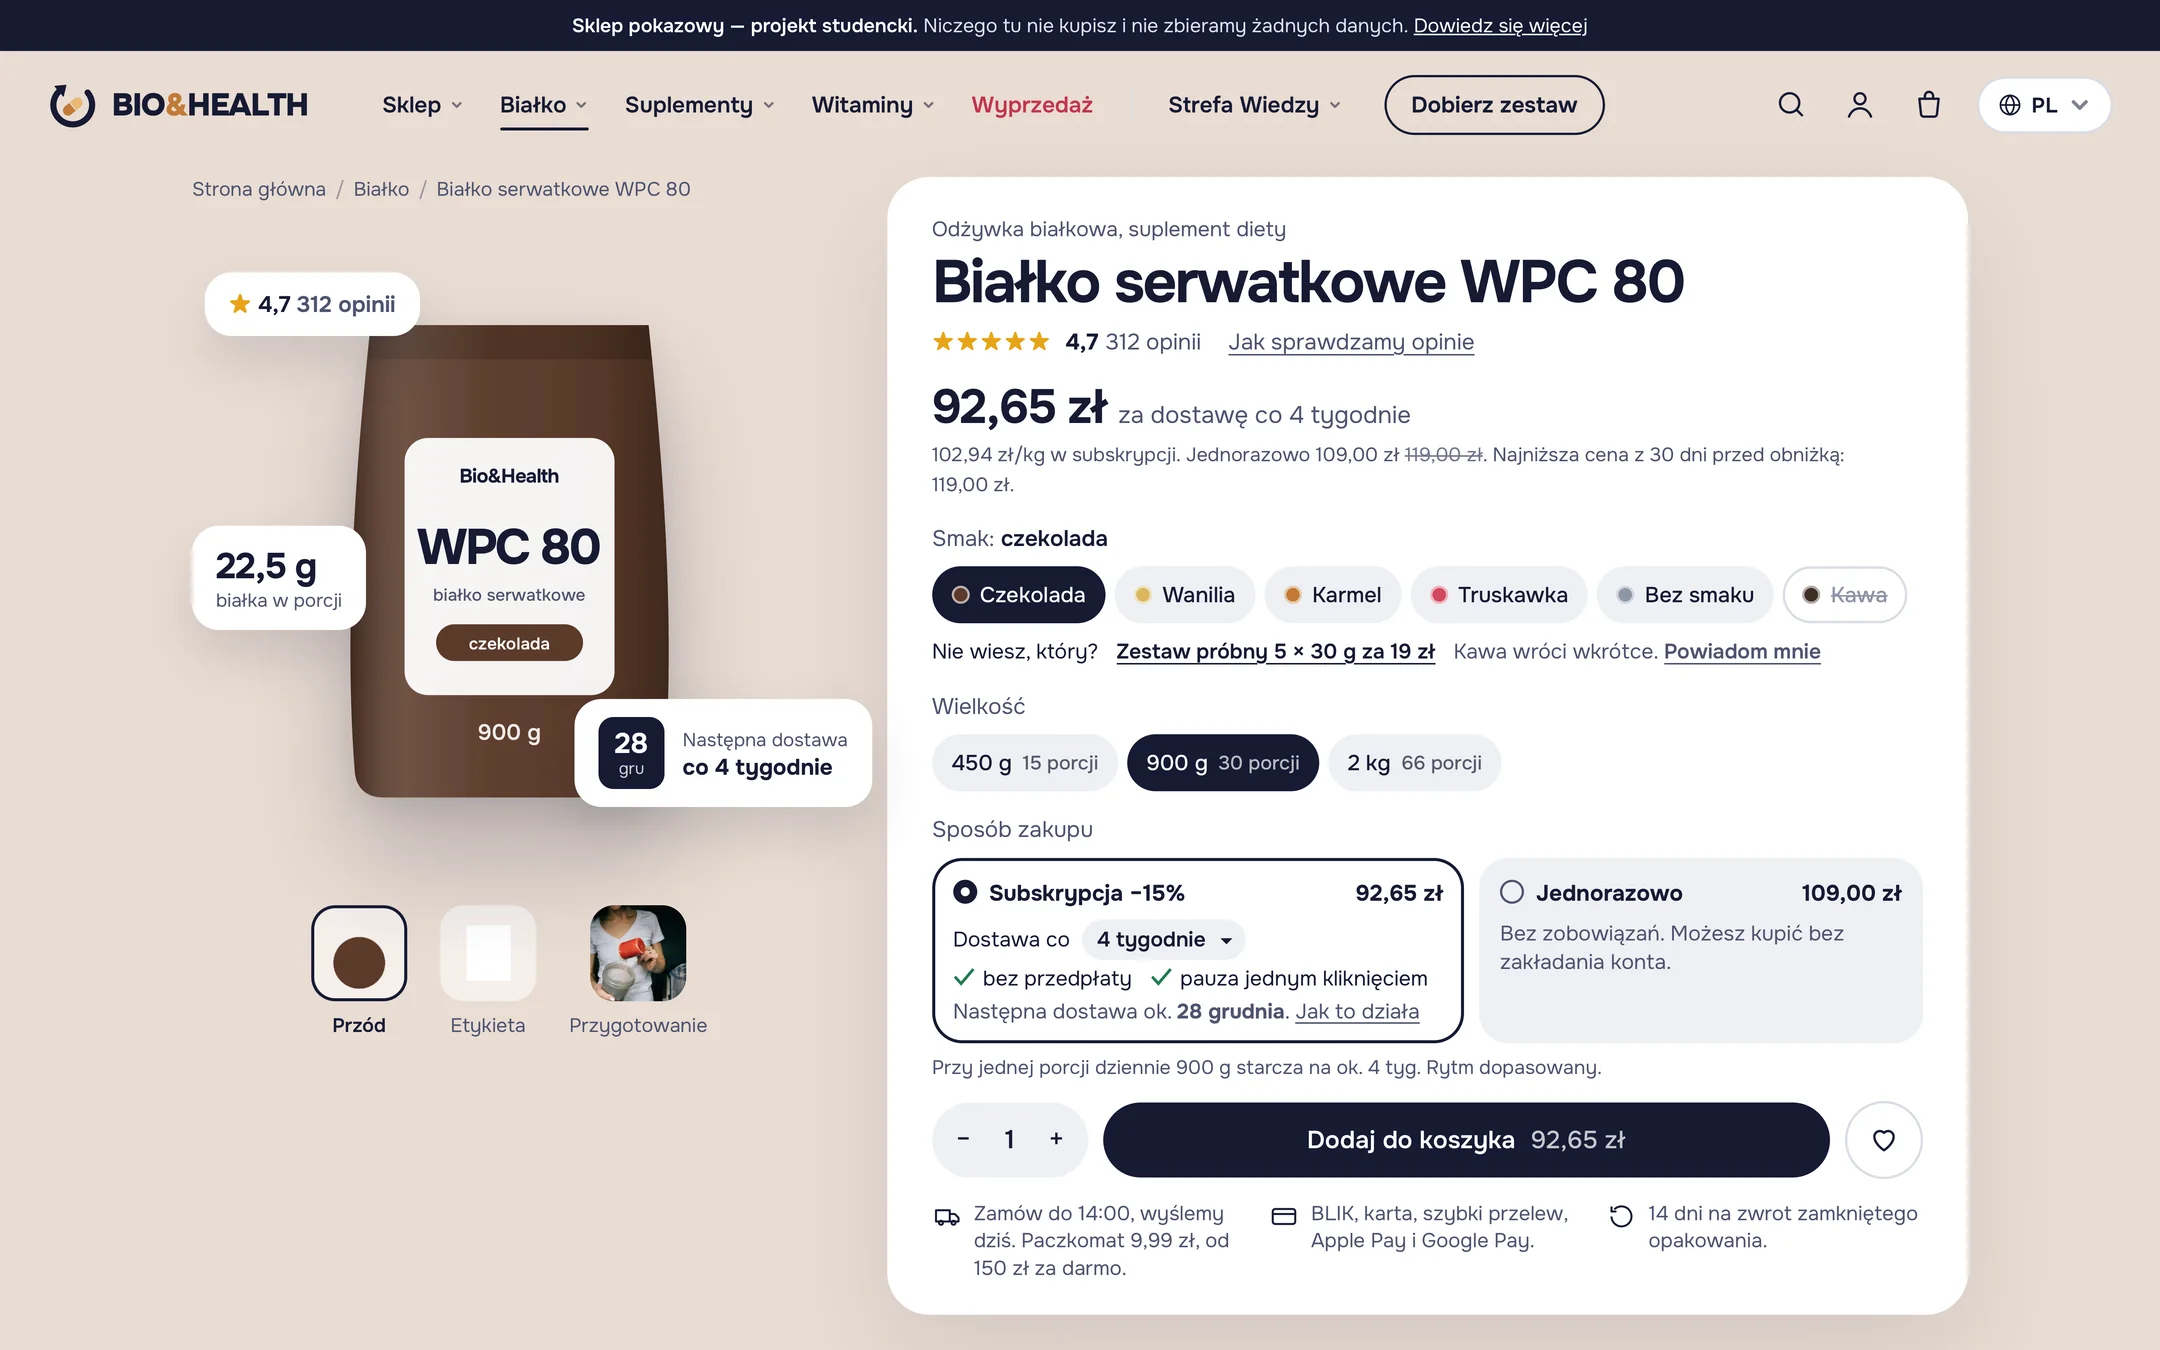 Sklep pokazowy — projekt studencki. Niczego tu nie kupisz i nie zbieramy żadnych danych. Dowiedz się więcej
BIO&HEALTH
Sklep
Białko
Suplementy
Witaminy
Wyprzedaż
Strefa Wiedzy
Dobierz zestaw
PL
Strona główna / Białko / Białko serwatkowe WPC 80
4,7 312 opinii
Bio&Health
WPC 80
białko serwatkowe
czekolada
900 g
22,5 g
białka w porcji
28
gru
Następna dostawa
co 4 tygodnie
Przód
Etykieta
Przygotowanie
Odżywka białkowa, suplement diety
Białko serwatkowe WPC 80
4,7 312 opinii Jak sprawdzamy opinie
92,65 zł za dostawę co 4 tygodnie
102,94 zł/kg w subskrypcji. Jednorazowo 109,00 zł 119,00 zł. Najniższa cena z 30 dni przed obniżką:
119,00 zł.
Smak: czekolada
Czekolada
Wanilia
Karmel
Truskawka
Bez smaku
Kawa
Nie wiesz, który? Zestaw próbny 5 × 30 g za 19 zł Kawa wróci wkrótce. Powiadom mnie
Wielkość
450 g 15 porcji
900 g 30 porcji
2 kg 66 porcji
Sposób zakupu
Subskrypcja −15% 92,65 zł
Dostawa co 4 tygodnie
bez przedpłaty pauza jednym kliknięciem
Następna dostawa ok. 28 grudnia. Jak to działa
Jednorazowo 109,00 zł
Bez zobowiązań. Możesz kupić bez
zakładania konta.
Przy jednej porcji dziennie 900 g starcza na ok. 4 tyg. Rytm dopasowany.
− 1 +
Dodaj do koszyka 92,65 zł
Zamów do 14:00, wyślemy
dziś. Paczkomat 9,99 zł, od
150 zł za darmo.
BLIK, karta, szybki przelew,
Apple Pay i Google Pay.
14 dni na zwrot zamkniętego
opakowania.